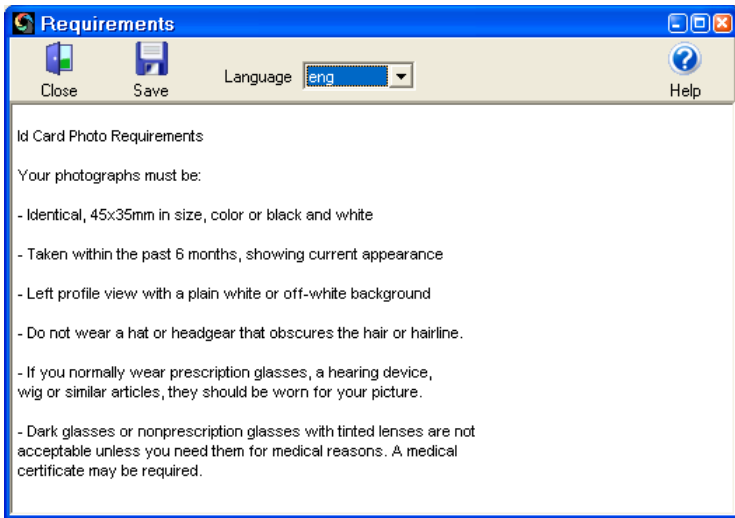 Requirements
Close
Save
Language
eng
Help
Id Card Photo Requirements
Your photographs must be:
- Identical, 45x35mm in size, color or black and white
- Taken within the past 6 months, showing current appearance
- Left profile view with a plain white or off-white background
- Do not wear a hat or headgear that obscures the hair or hairline.
- If you normally wear prescription glasses, a hearing device,
wig or similar articles, they should be worn for your picture.
- Dark glasses or nonprescription glasses with tinted lenses are not
acceptable unless you need them for medical reasons. A medical
certificate may be required.